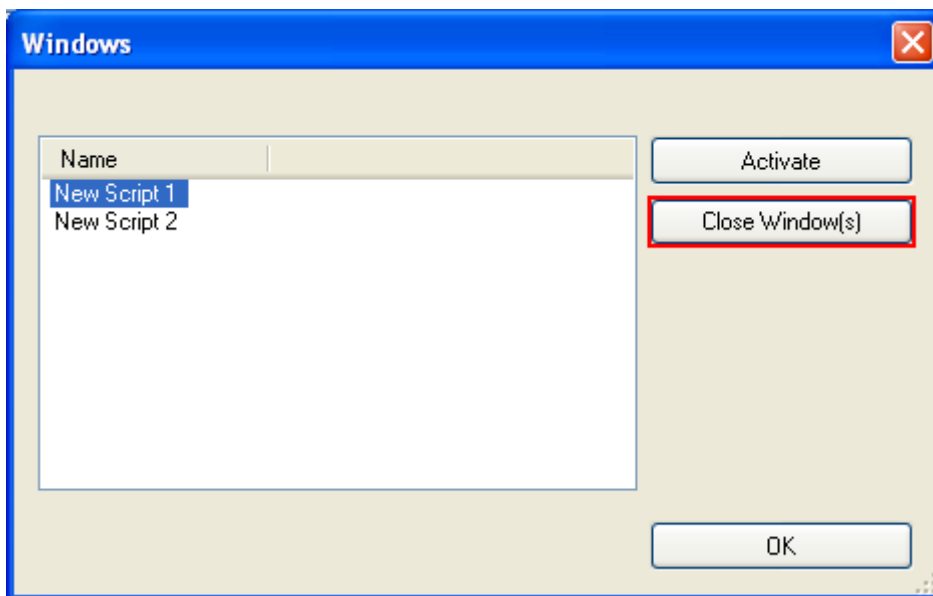 Windows
Name
Activate
New Script 1
New Script 2
Close Window(s)
OK